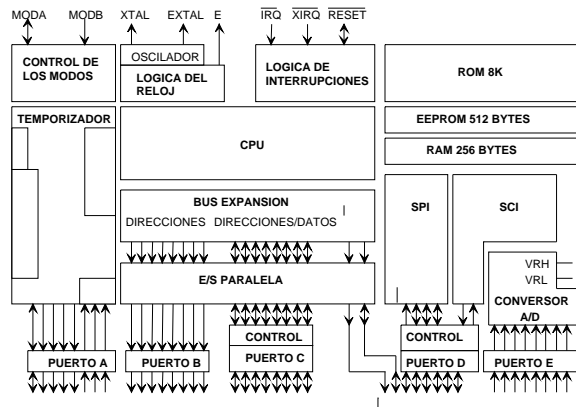 MODA MODB XTAL EXTAL E IRQ XIRQ RESET
CONTROL DE
LOS MODOS
OSCILADOR
LOGICA DEL
RELOJ
LOGICA DE
INTERRUPCIONES
ROM 8K
TEMPORIZADOR
CPU
EEPROM 512 BYTES
RAM 256 BYTES
BUS EXPANSION
DIRECCIONES DIRECCIONES/DATOS
SPI
SCI
E/S PARALELA
VRH
VRL
CONVERSOR
A/D
CONTROL
CONTROL
PUERTO A
PUERTO B
PUERTO C
PUERTO D
PUERTO E